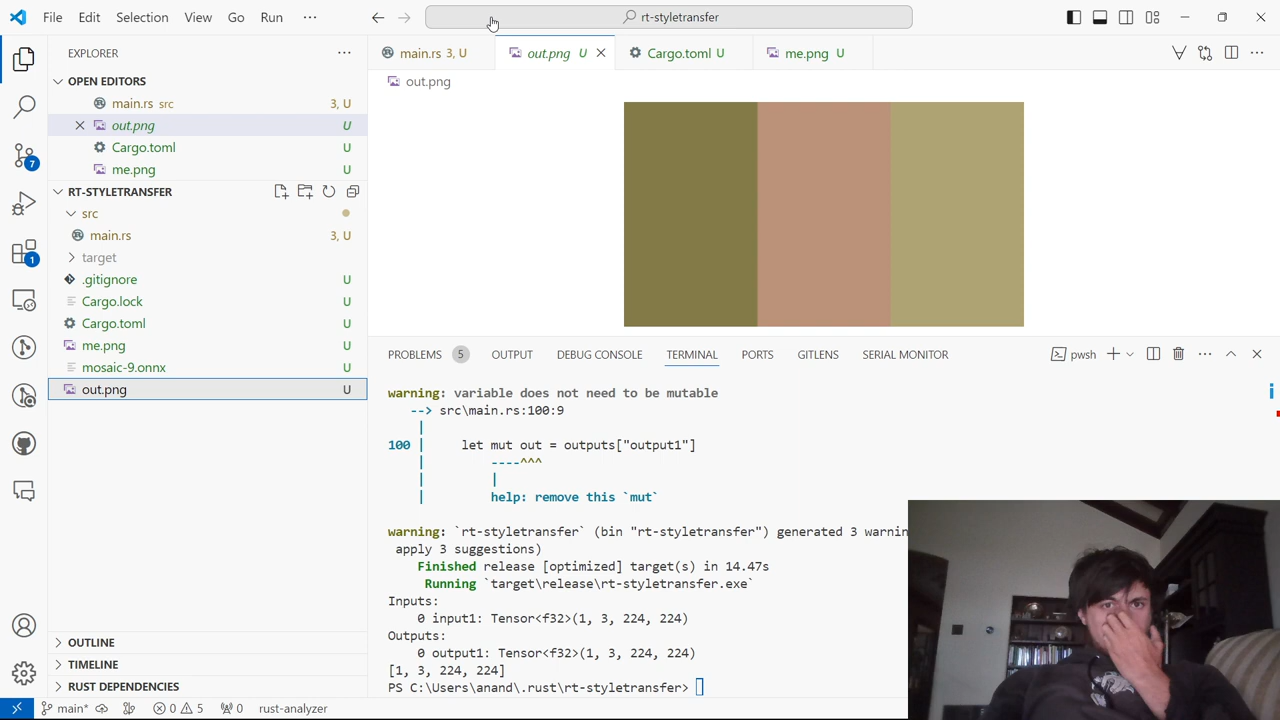 File Edit Selection View Go Run ···
rt-styletransfer
EXPLORER
OPEN EDITORS
main.rs src 3, U
out.png U
Cargo.toml U
me.png U
RT-STYLETRANSFER
src
main.rs 3, U
target
.gitignore U
Cargo.lock U
Cargo.toml U
me.png U
mosaic-9.onnx U
out.png U
OUTLINE
TIMELINE
RUST DEPENDENCIES
7
1
main.rs 3, U
out.png U
Cargo.toml U
me.png U
out.png
PROBLEMS 5 OUTPUT DEBUG CONSOLE TERMINAL PORTS GITLENS SERIAL MONITOR
pwsh
warning: variable does not need to be mutable
--> src\main.rs:100:9
|
100 | let mut out = outputs["output1"]
| ----^^^
| |
| help: remove this `mut`
warning: `rt-styletransfer` (bin "rt-styletransfer") generated 3 warnin
apply 3 suggestions)
Finished release [optimized] target(s) in 14.47s
Running `target\release\rt-styletransfer.exe`
Inputs:
0 input1: Tensor<f32>(1, 3, 224, 224)
Outputs:
0 output1: Tensor<f32>(1, 3, 224, 224)
[1, 3, 224, 224]
PS C:\Users\anand\.rust\rt-styletransfer>
main* 0 5 0 rust-analyzer